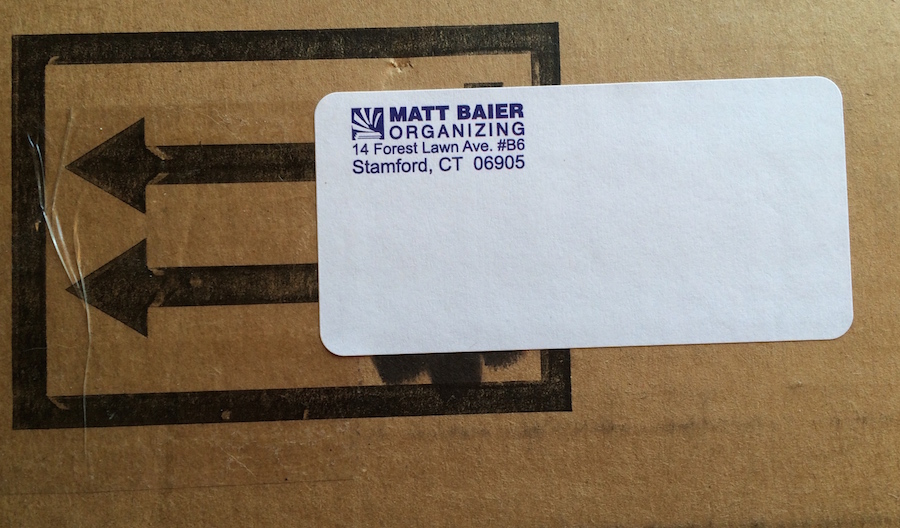 MATT BAIER
ORGANIZING
14 Forest Lawn Ave. #B6
Stamford, CT  06905